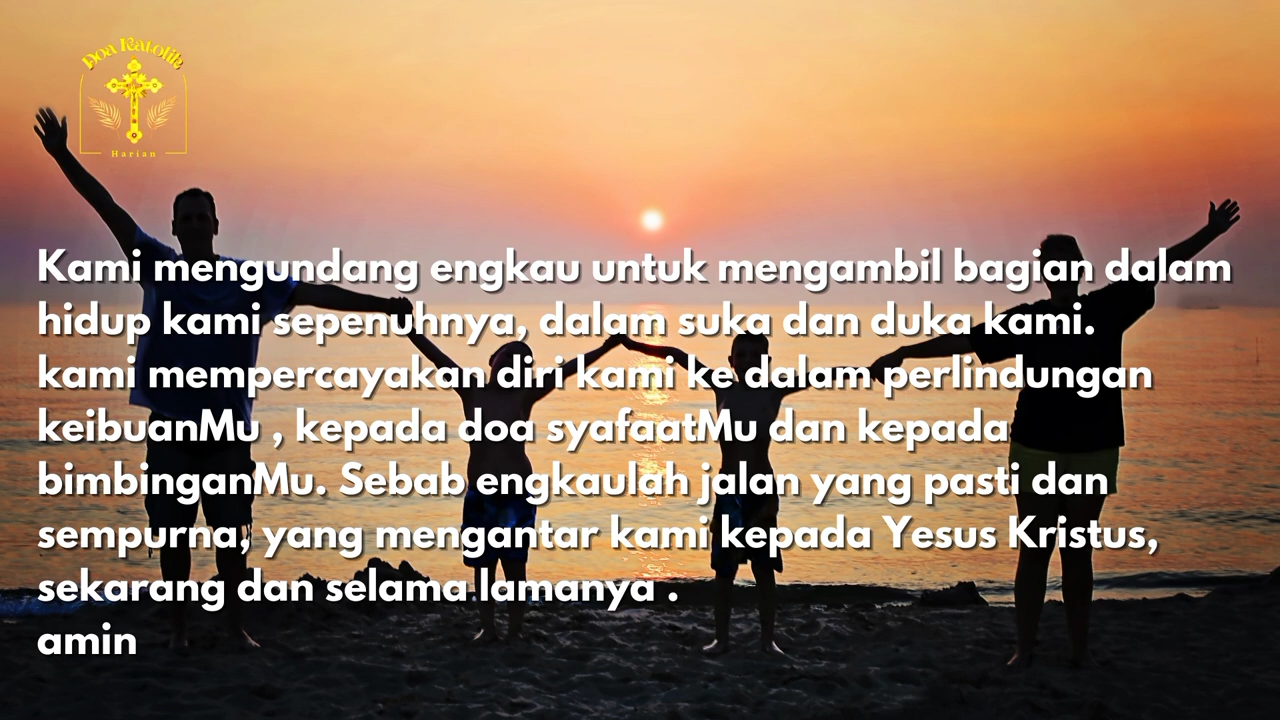 Doa Katolik
Harian
Kami mengundang engkau untuk mengambil bagian dalam
hidup kami sepenuhnya, dalam suka dan duka kami.
kami mempercayakan diri kami ke dalam perlindungan
keibuanMu , kepada doa syafaatMu dan kepada
bimbinganMu. Sebab engkaulah jalan yang pasti dan
sempurna, yang mengantar kami kepada Yesus Kristus,
sekarang dan selama lamanya .
amin